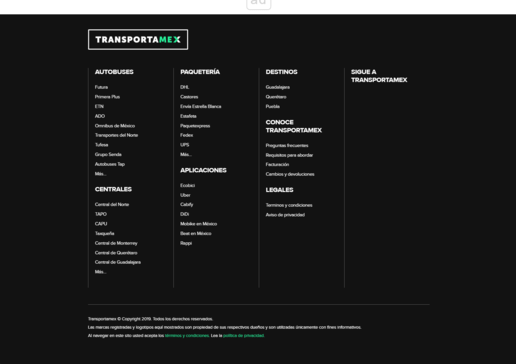 ad
TRANSPORTAMEX
AUTOBUSES
Futura
Primera Plus
ETN
ADO
Omnibus de México
Transportes del Norte
Tufesa
Grupo Senda
Autobuses Tap
Más...
CENTRALES
Central del Norte
TAPO
CAPU
Tasqueña
Central de Monterrey
Central de Querétaro
Central de Guadalajara
Más...
PAQUETERÍA
DHL
Castores
Envía Estrella Blanca
Estafeta
Paquetexpress
Fedex
UPS
Más...
APLICACIONES
Ecobici
Uber
Cabify
DiDi
Mobike en México
Beat en México
Rappi
DESTINOS
Guadalajara
Querétaro
Puebla
CONOCE
TRANSPORTAMEX
Preguntas frecuentes
Requisitos para abordar
Facturación
Cambios y devoluciones
LEGALES
Terminos y condiciones
Aviso de privacidad
SIGUE A
TRANSPORTAMEX
Transportamex © Copyright 2019. Todos los derechos reservados.
Las marcas registradas y logotipos aquí mostrados son propiedad de sus respectivos dueños y son utilizados únicamente con fines informativos.
Al navegar en este sitio usted acepta los términos y condiciones. Lee la política de privacidad.